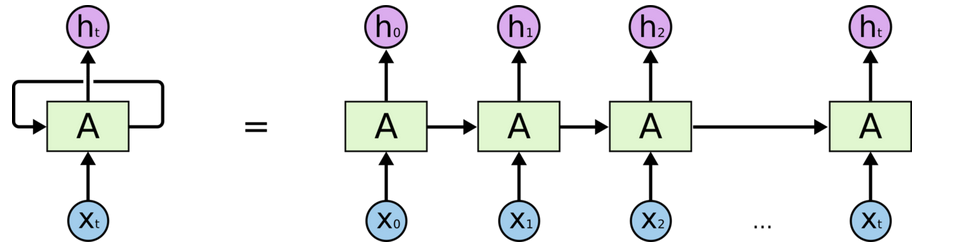 ht h0 h1 h2 ht
A = A A A A
xt x0 x1 x2 ... xt